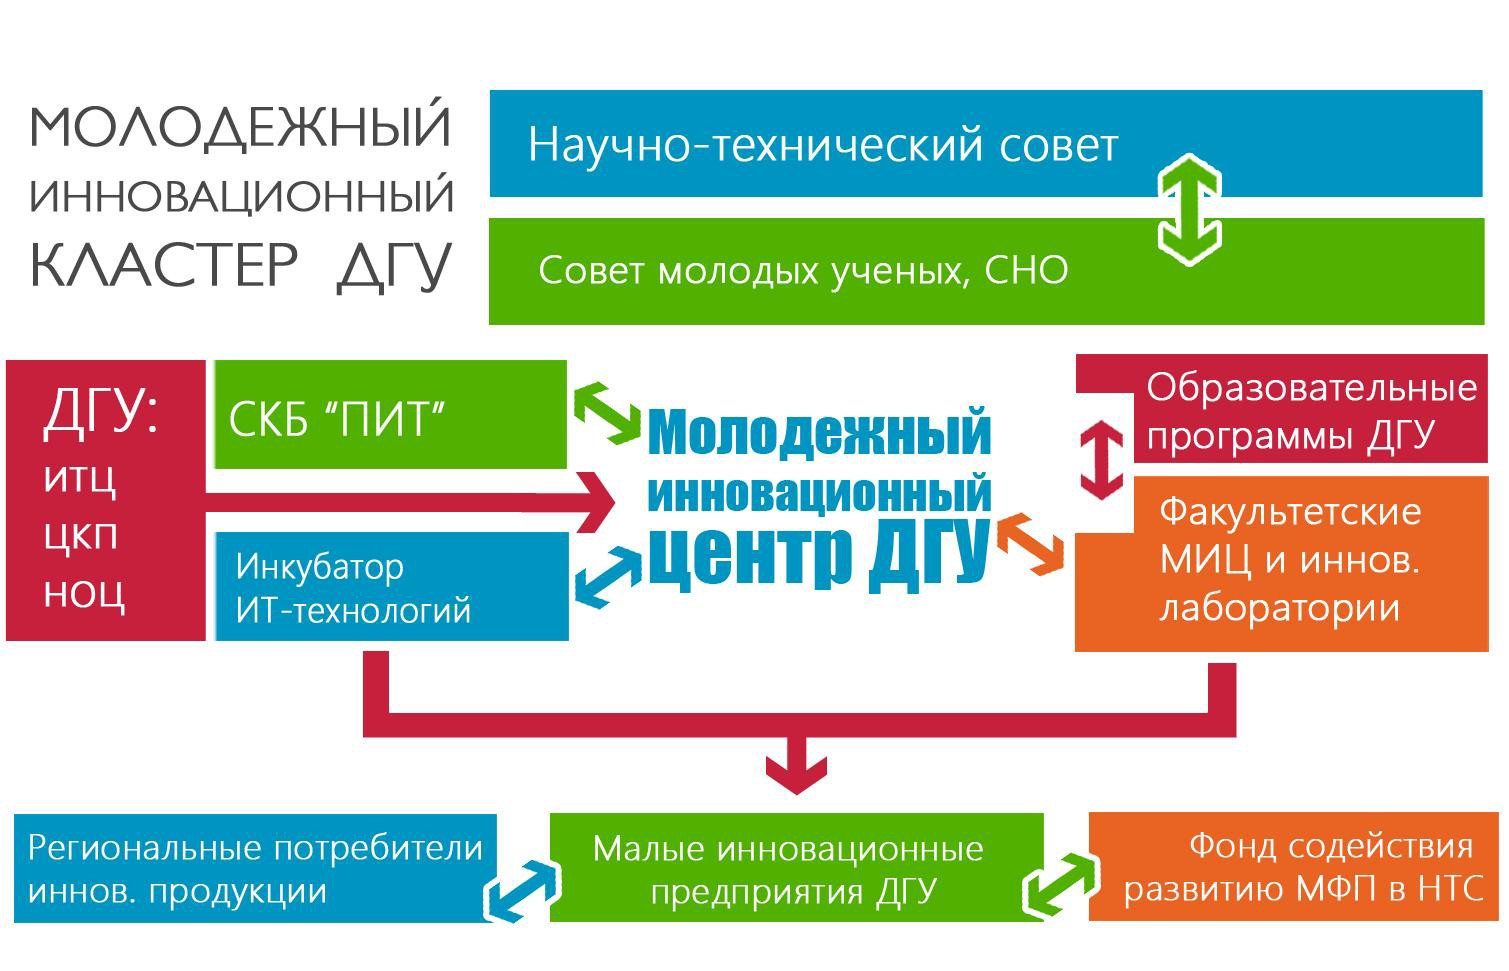 МОЛОДЕЖНЫЙ
ИННОВАЦИОННЫЙ
КЛАСТЕР ДГУ
Научно-технический совет
Совет молодых ученых, СНО
ДГУ:
ИТЦ
ЦКП
НОЦ
СКБ “ПИТ”
Инкубатор
ИТ-технологий
Молодежный
инновационный
центр ДГУ
Образовательные
программы ДГУ
Факультетские
МИЦ и иннов.
лаборатории
Региональные потребители
иннов. продукции
Малые инновационные
предприятия ДГУ
Фонд содействия
развитию МФП в НТС